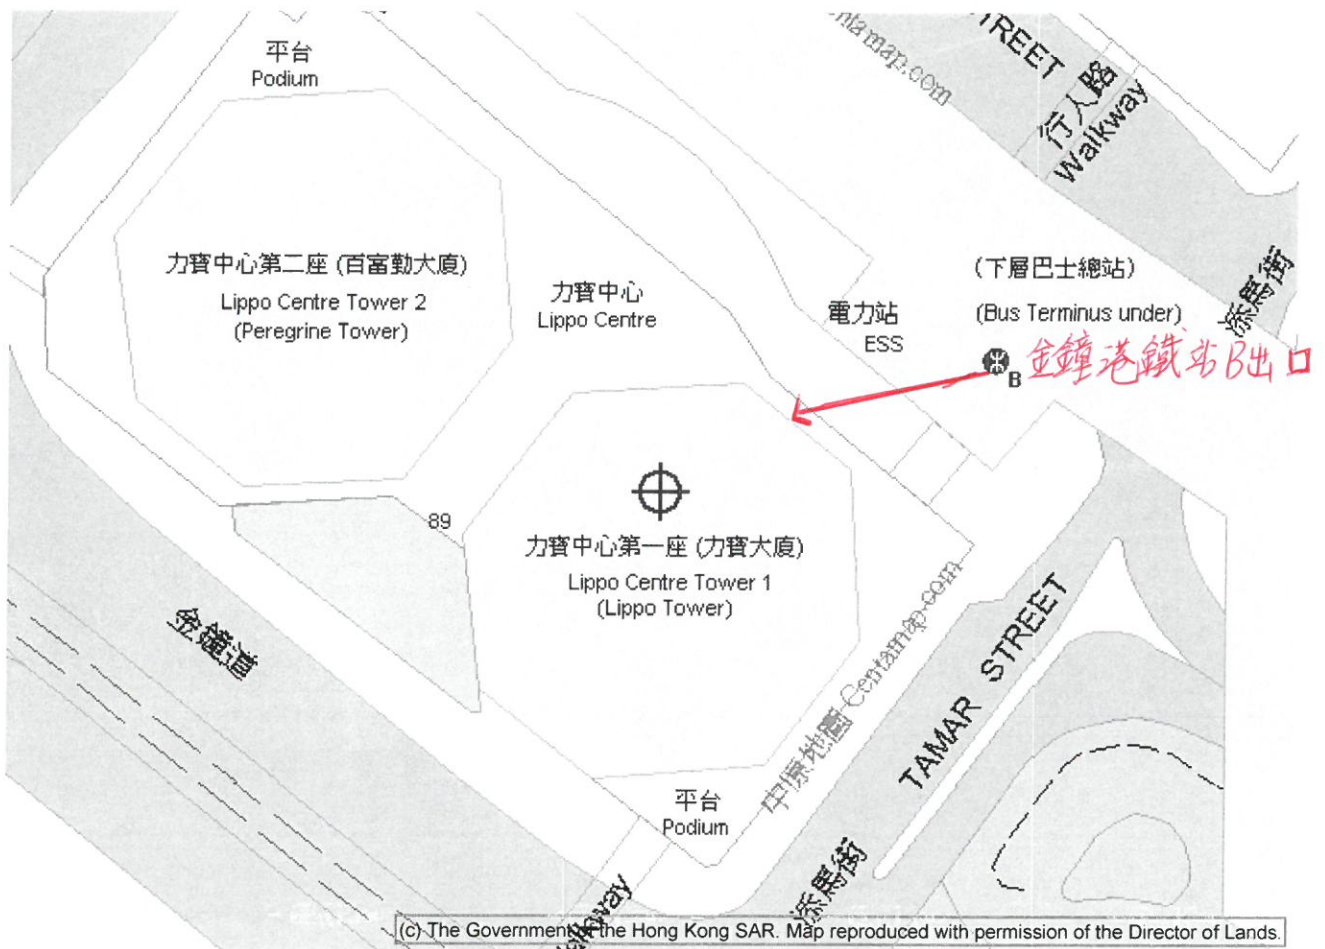 平台
Podium
TREET
行人路
Walkway
ntamap.com
力寶中心第二座 (百富勤大廈)
Lippo Centre Tower 2
(Peregrine Tower)
力寶中心
Lippo Centre
電力站
ESS
(下層巴士總站)
(Bus Terminus under)
添馬街
B
金鐘港鐵站B出口
89
力寶中心第一座 (力寶大廈)
Lippo Centre Tower 1
(Lippo Tower)
金鐘道
TAMAR STREET
中原地圖 Centamap.com
平台
Podium
添馬街
lkway
(c) The Government of the Hong Kong SAR. Map reproduced with permission of the Director of Lands.